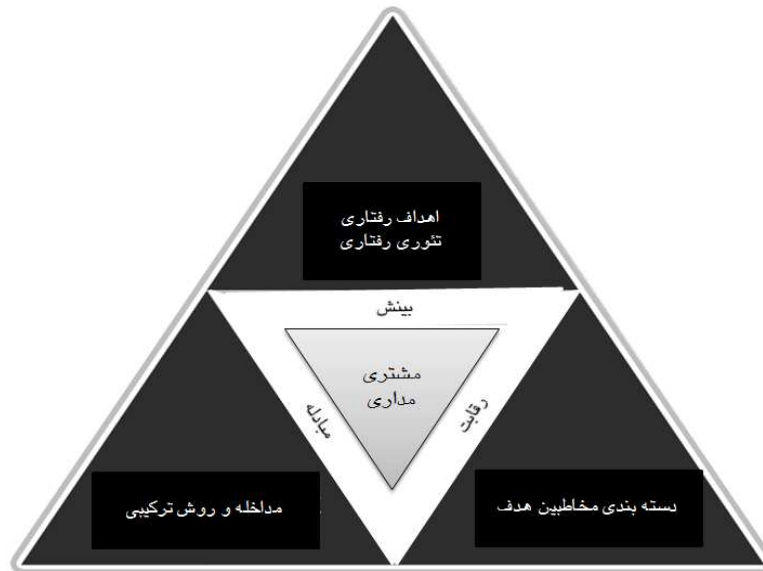 اهداف رفتاری
تئوری رفتاری
بینش
مشتری
مداری
مبادله
رقابت
دسته بندی مخاطبین هدف
مداخله و روش ترکیبی